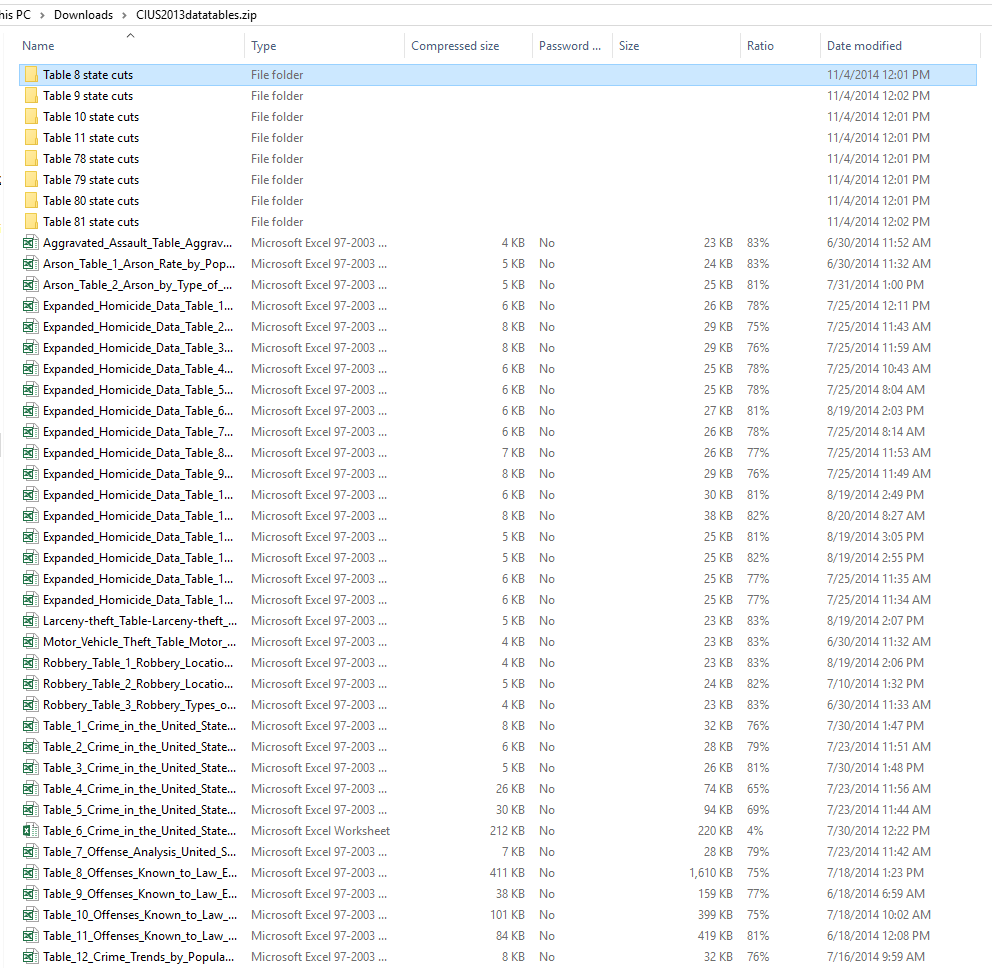 his PC > Downloads > CIUS2013datatables.zip
Name Type Compressed size Password ... Size Ratio Date modified
Table 8 state cuts File folder 11/4/2014 12:01 PM
Table 9 state cuts File folder 11/4/2014 12:02 PM
Table 10 state cuts File folder 11/4/2014 12:01 PM
Table 11 state cuts File folder 11/4/2014 12:01 PM
Table 78 state cuts File folder 11/4/2014 12:01 PM
Table 79 state cuts File folder 11/4/2014 12:01 PM
Table 80 state cuts File folder 11/4/2014 12:01 PM
Table 81 state cuts File folder 11/4/2014 12:02 PM
Aggravated_Assault_Table_Aggrav... Microsoft Excel 97-2003 ... 4 KB No 23 KB 83% 6/30/2014 11:52 AM
Arson_Table_1_Arson_Rate_by_Pop... Microsoft Excel 97-2003 ... 5 KB No 24 KB 83% 6/30/2014 11:32 AM
Arson_Table_2_Arson_by_Type_of_... Microsoft Excel 97-2003 ... 5 KB No 25 KB 81% 7/31/2014 1:00 PM
Expanded_Homicide_Data_Table_1... Microsoft Excel 97-2003 ... 6 KB No 26 KB 78% 7/25/2014 12:11 PM
Expanded_Homicide_Data_Table_2... Microsoft Excel 97-2003 ... 8 KB No 29 KB 75% 7/25/2014 11:43 AM
Expanded_Homicide_Data_Table_3... Microsoft Excel 97-2003 ... 8 KB No 29 KB 76% 7/25/2014 11:59 AM
Expanded_Homicide_Data_Table_4... Microsoft Excel 97-2003 ... 6 KB No 25 KB 78% 7/25/2014 10:43 AM
Expanded_Homicide_Data_Table_5... Microsoft Excel 97-2003 ... 6 KB No 25 KB 78% 7/25/2014 8:04 AM
Expanded_Homicide_Data_Table_6... Microsoft Excel 97-2003 ... 6 KB No 27 KB 81% 8/19/2014 2:03 PM
Expanded_Homicide_Data_Table_7... Microsoft Excel 97-2003 ... 6 KB No 26 KB 78% 7/25/2014 8:14 AM
Expanded_Homicide_Data_Table_8... Microsoft Excel 97-2003 ... 7 KB No 26 KB 77% 7/25/2014 11:53 AM
Expanded_Homicide_Data_Table_9... Microsoft Excel 97-2003 ... 8 KB No 29 KB 76% 7/25/2014 11:49 AM
Expanded_Homicide_Data_Table_1... Microsoft Excel 97-2003 ... 6 KB No 30 KB 81% 8/19/2014 2:49 PM
Expanded_Homicide_Data_Table_1... Microsoft Excel 97-2003 ... 8 KB No 38 KB 82% 8/20/2014 8:27 AM
Expanded_Homicide_Data_Table_1... Microsoft Excel 97-2003 ... 5 KB No 25 KB 81% 8/19/2014 3:05 PM
Expanded_Homicide_Data_Table_1... Microsoft Excel 97-2003 ... 5 KB No 25 KB 82% 8/19/2014 2:55 PM
Expanded_Homicide_Data_Table_1... Microsoft Excel 97-2003 ... 6 KB No 25 KB 77% 7/25/2014 11:35 AM
Expanded_Homicide_Data_Table_1... Microsoft Excel 97-2003 ... 6 KB No 25 KB 77% 7/25/2014 11:34 AM
Larceny-theft_Table-Larceny-theft_... Microsoft Excel 97-2003 ... 5 KB No 23 KB 83% 8/19/2014 2:07 PM
Motor_Vehicle_Theft_Table_Motor_... Microsoft Excel 97-2003 ... 4 KB No 23 KB 83% 6/30/2014 11:32 AM
Robbery_Table_1_Robbery_Locatio... Microsoft Excel 97-2003 ... 4 KB No 23 KB 83% 8/19/2014 2:06 PM
Robbery_Table_2_Robbery_Locatio... Microsoft Excel 97-2003 ... 5 KB No 24 KB 82% 7/10/2014 1:32 PM
Robbery_Table_3_Robbery_Types_o... Microsoft Excel 97-2003 ... 4 KB No 23 KB 83% 6/30/2014 11:33 AM
Table_1_Crime_in_the_United_State... Microsoft Excel 97-2003 ... 8 KB No 32 KB 76% 7/30/2014 1:47 PM
Table_2_Crime_in_the_United_State... Microsoft Excel 97-2003 ... 6 KB No 28 KB 79% 7/23/2014 11:51 AM
Table_3_Crime_in_the_United_State... Microsoft Excel 97-2003 ... 5 KB No 26 KB 81% 7/30/2014 1:48 PM
Table_4_Crime_in_the_United_State... Microsoft Excel 97-2003 ... 26 KB No 74 KB 65% 7/23/2014 11:56 AM
Table_5_Crime_in_the_United_State... Microsoft Excel 97-2003 ... 30 KB No 94 KB 69% 7/23/2014 11:44 AM
Table_6_Crime_in_the_United_State... Microsoft Excel Worksheet 212 KB No 220 KB 4% 7/30/2014 12:22 PM
Table_7_Offense_Analysis_United_S... Microsoft Excel 97-2003 ... 7 KB No 28 KB 79% 7/23/2014 11:42 AM
Table_8_Offenses_Known_to_Law_E... Microsoft Excel 97-2003 ... 411 KB No 1,610 KB 75% 7/18/2014 1:23 PM
Table_9_Offenses_Known_to_Law_E... Microsoft Excel 97-2003 ... 38 KB No 159 KB 77% 6/18/2014 6:59 AM
Table_10_Offenses_Known_to_Law_... Microsoft Excel 97-2003 ... 101 KB No 399 KB 75% 7/18/2014 10:02 AM
Table_11_Offenses_Known_to_Law_... Microsoft Excel 97-2003 ... 84 KB No 419 KB 81% 6/18/2014 12:08 PM
Table_12_Crime_Trends_by_Popula... Microsoft Excel 97-2003 ... 8 KB No 32 KB 76% 7/16/2014 9:59 AM